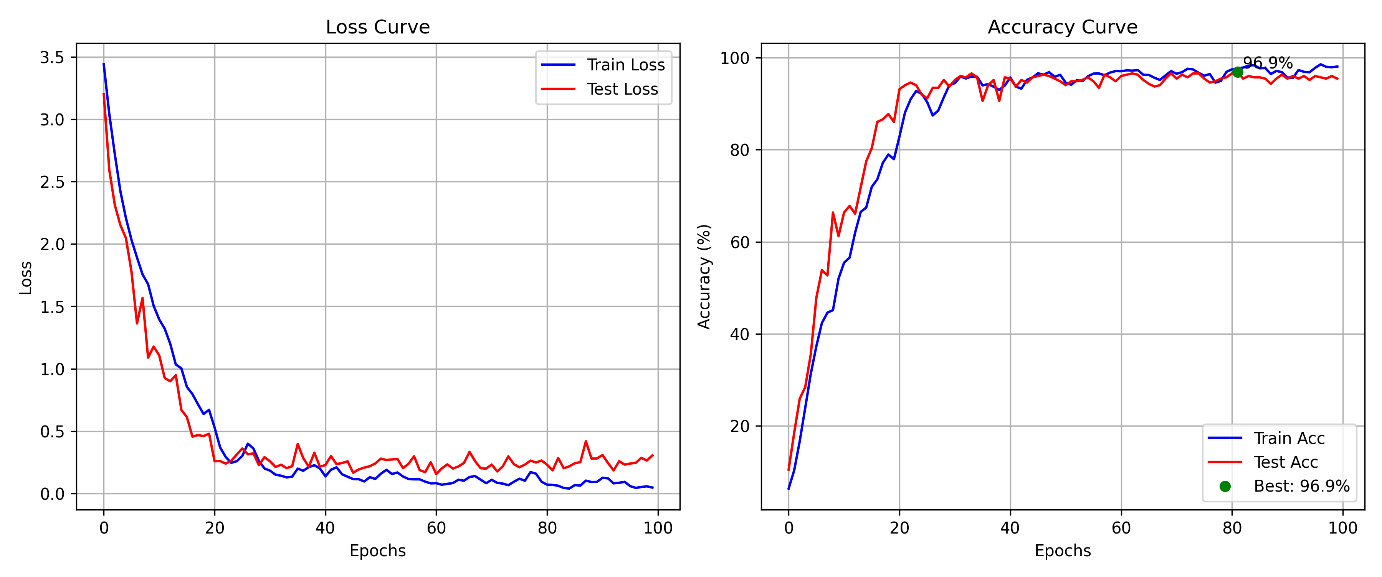 Loss Curve
3.5
3.0
2.5
2.0
1.5
1.0
0.5
0.0
Loss
0 20 40 60 80 100
Epochs
Train Loss
Test Loss
Accuracy Curve
100
80
60
40
20
Accuracy (%)
0 20 40 60 80 100
Epochs
96.9%
Train Acc
Test Acc
Best: 96.9%